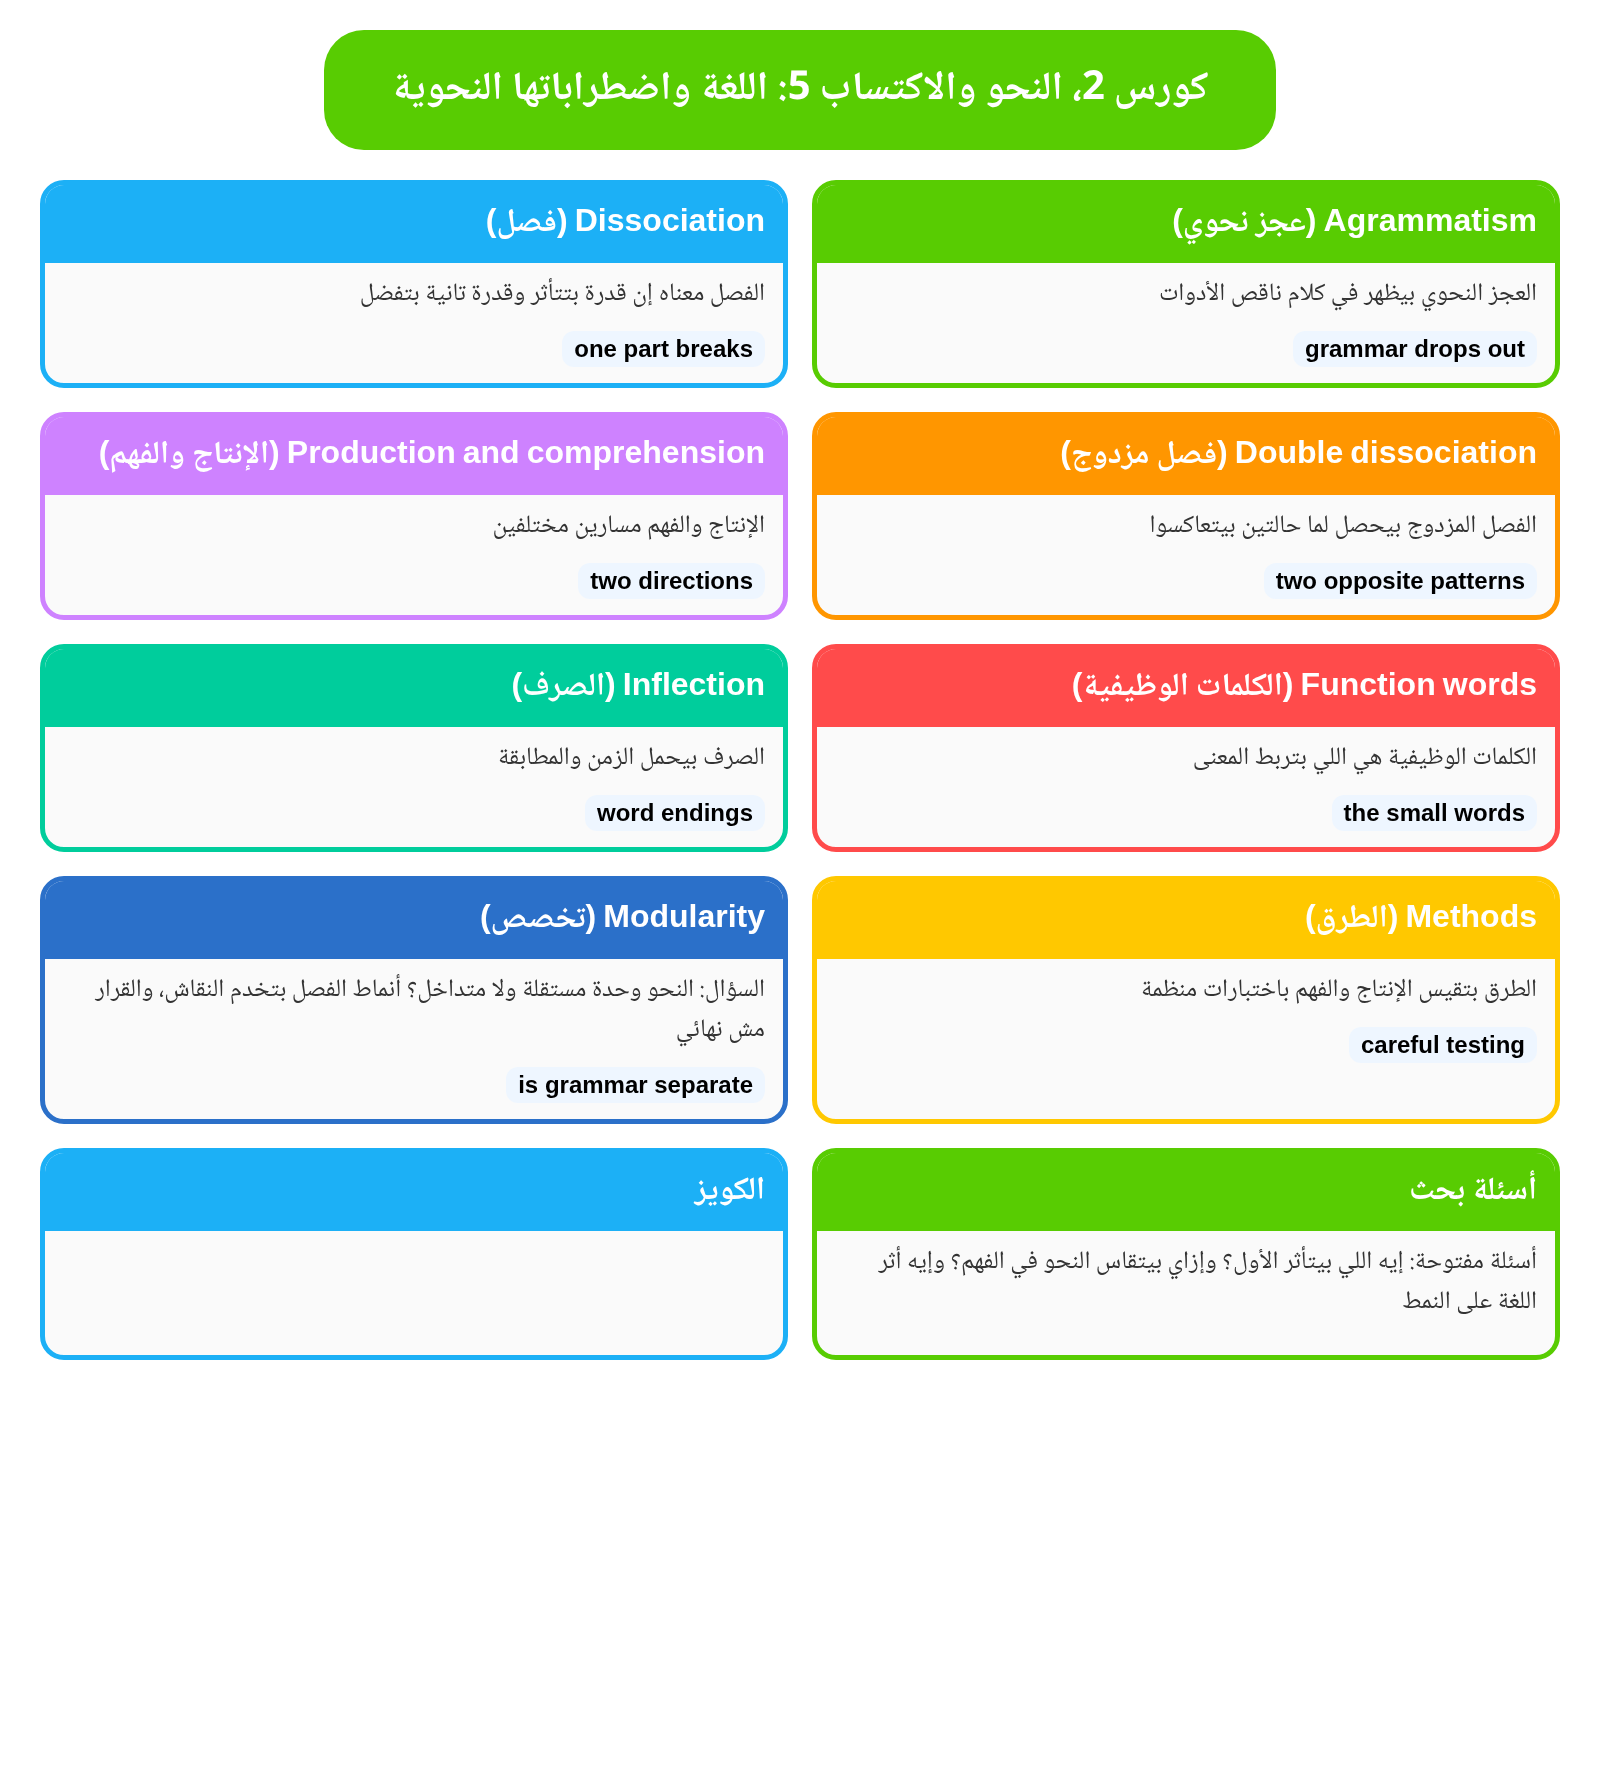 كورس 2، النحو والاكتساب 5: اللغة واضطراباتها النحوية
Agrammatism (عجز نحوي)
العجز النحوي بيظهر في كلام ناقص الأدوات
grammar drops out
Dissociation (فصل)
الفصل معناه إن قدرة بتتأثر وقدرة تانية بتفضل
one part breaks
Double dissociation (فصل مزدوج)
الفصل المزدوج بيحصل لما حالتين بيتعاكسوا
two opposite patterns
Production and comprehension (الإنتاج والفهم)
الإنتاج والفهم مسارين مختلفين
two directions
Function words (الكلمات الوظيفية)
الكلمات الوظيفية هي اللي بتربط المعنى
the small words
Inflection (الصرف)
الصرف بيحمل الزمن والمطابقة
word endings
Methods (الطرق)
الطرق بتقيس الإنتاج والفهم باختبارات منظمة
careful testing
Modularity (تخصص)
السؤال: النحو وحدة مستقلة ولا متداخل؟ أنماط الفصل بتخدم النقاش، والقرار
مش نهائي
is grammar separate
أسئلة بحث
أسئلة مفتوحة: إيه اللي بيتأثر الأول؟ وإزاي بيتقاس النحو في الفهم؟ وإيه أثر
اللغة على النمط
الكويز